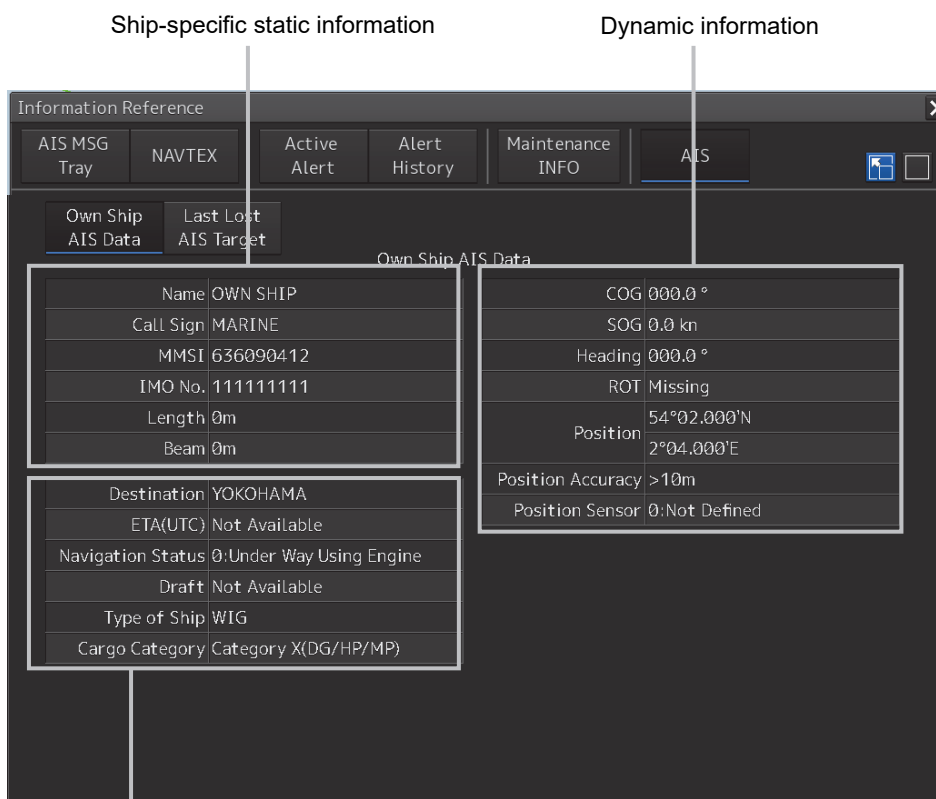 Ship-specific static information
Dynamic information
Information Reference
AIS MSG
Tray
NAVTEX
Active
Alert
Alert
History
Maintenance
INFO
AIS
Own Ship
AIS Data
Last Lost
AIS Target
Own Ship AIS Data
Name OWN SHIP
Call Sign MARINE
MMSI 636090412
IMO No. 111111111
Length 0m
Beam 0m
Destination YOKOHAMA
ETA(UTC) Not Available
Navigation Status 0:Under Way Using Engine
Draft Not Available
Type of Ship WIG
Cargo Category Category X(DG/HP/MP)
COG 000.0 °
SOG 0.0 kn
Heading 000.0 °
ROT Missing
Position 54°02.000'N
2°04.000'E
Position Accuracy >10m
Position Sensor 0:Not Defined